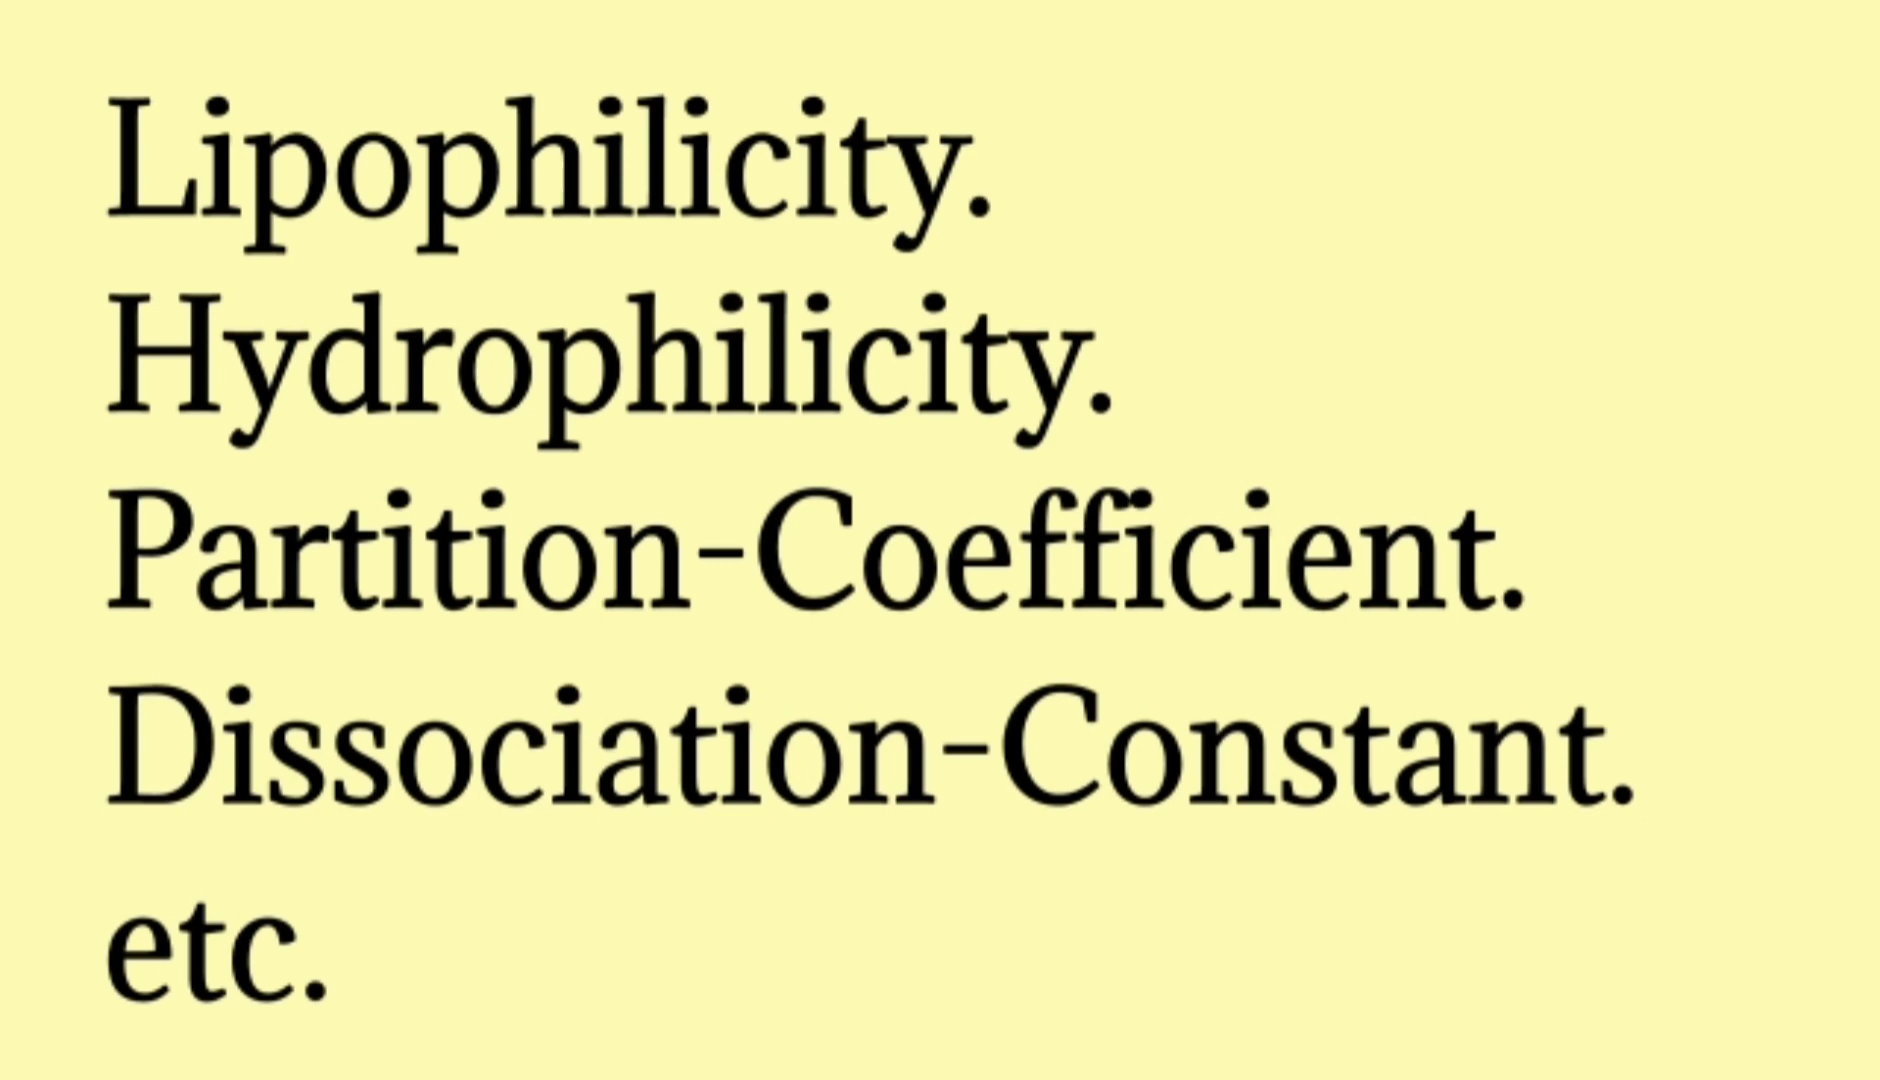 Lipophilicity.
Hydrophilicity.
Partition-Coefficient.
Dissociation-Constant.
etc.